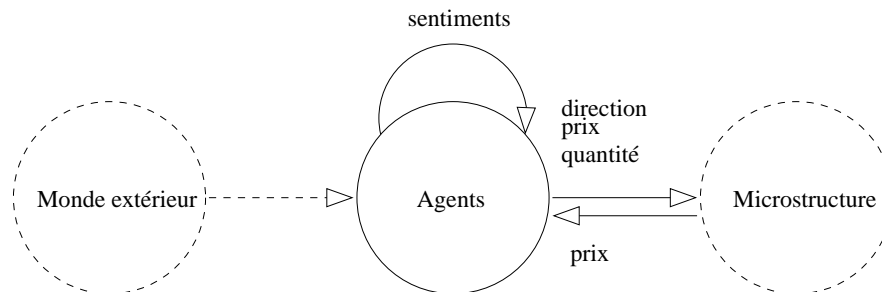 sentiments
direction
prix
quantité
Monde extérieur
Agents
Microstructure
prix